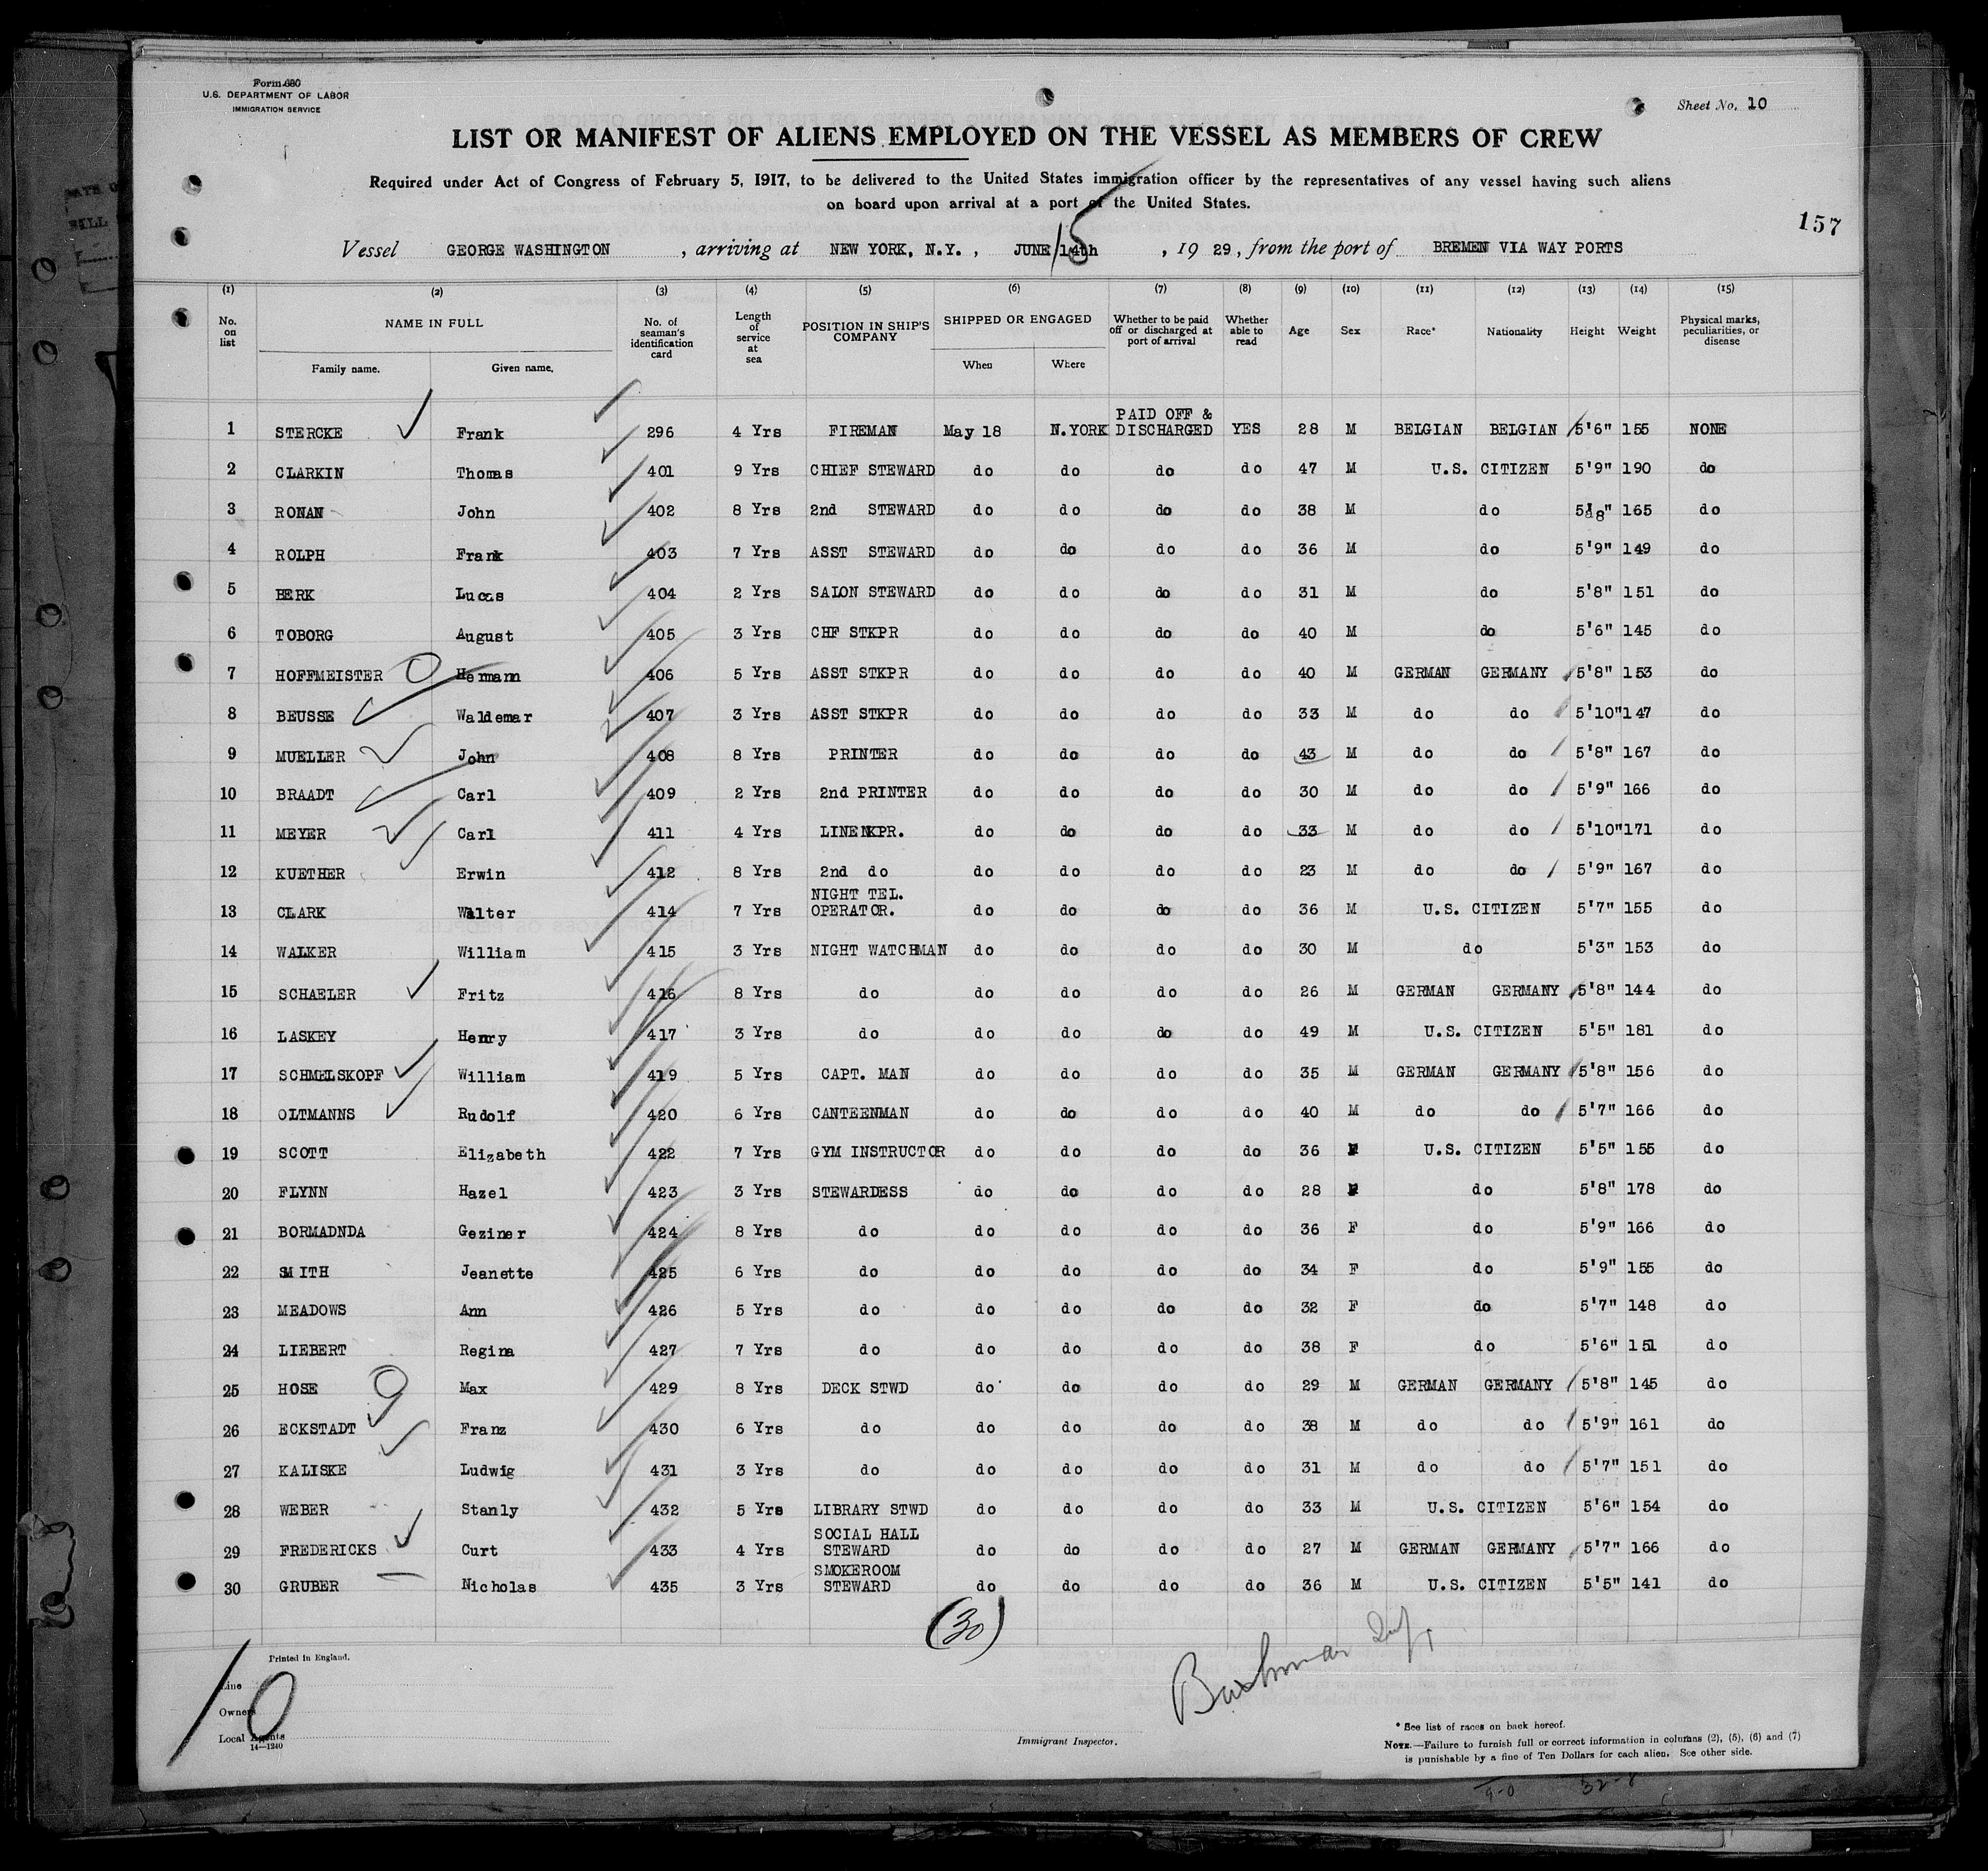 Form 680
U.S. DEPARTMENT OF LABOR
IMMIGRATION SERVICE
Sheet No. 10
LIST OR MANIFEST OF ALIENS EMPLOYED ON THE VESSEL AS MEMBERS OF CREW
Required under Act of Congress of February 5, 1917, to be delivered to the United States immigration officer by the representatives of any vessel having such aliens
on board upon arrival at a port of the United States.
157
Vessel GEORGE WASHINGTON , arriving at NEW YORK, N.Y. , JUNE 14th 15 , 19 29, from the port of BREMEN VIA WAY PORTS
(1) (2) (3) (4) (5) (6) (7) (8) (9) (10) (11) (12) (13) (14) (15)
No. on list NAME IN FULL Family name. Given name. No. of seaman's identification card Length of service at sea POSITION IN SHIP'S COMPANY SHIPPED OR ENGAGED When Where Whether to be paid off or discharged at port of arrival Whether able to read Age Sex Race* Nationality Height Weight Physical marks, peculiarities, or disease
1 STERCKE Frank 296 4 Yrs FIREMAN May 18 N.YORK PAID OFF & DISCHARGED YES 28 M BELGIAN BELGIAN 5'6" 155 NONE
2 CLARKIN Thomas 401 9 Yrs CHIEF STEWARD do do do do 47 M U.S. CITIZEN 5'9" 190 do
3 RONAN John 402 8 Yrs 2nd STEWARD do do do do 38 M do 5'8" 165 do
4 ROLPH Frank 403 7 Yrs ASST STEWARD do do do do 36 M do 5'9" 149 do
5 BERK Lucas 404 2 Yrs SALON STEWARD do do do do 31 M do 5'8" 151 do
6 TOBORG August 405 3 Yrs CHF STKPR do do do do 40 M do 5'6" 145 do
7 HOFFMEISTER Hermann 406 5 Yrs ASST STKPR do do do do 40 M GERMAN GERMANY 5'8" 153 do
8 BEUSSE Waldemar 407 3 Yrs ASST STKPR do do do do 33 M do do 5'10" 147 do
9 MUELLER John 408 8 Yrs PRINTER do do do do 43 M do do 5'8" 167 do
10 BRAADT Carl 409 2 Yrs 2nd PRINTER do do do do 30 M do do 5'9" 166 do
11 MEYER Carl 411 4 Yrs LINENKPR. do do do do 33 M do do 5'10" 171 do
12 KUETHER Erwin 412 8 Yrs 2nd do do do do do 23 M do do 5'9" 167 do
13 CLARK Walter 414 7 Yrs NIGHT TEL. OPERATOR. do do do do 36 M U.S. CITIZEN 5'7" 155 do
14 WALKER William 415 3 Yrs NIGHT WATCHMAN do do do do 30 M do 5'3" 153 do
15 SCHAELER Fritz 416 8 Yrs do do do do do 26 M GERMAN GERMANY 5'8" 144 do
16 LASKEY Henry 417 3 Yrs do do do do do 49 M U.S. CITIZEN 5'5" 181 do
17 SCHMELSKOPF William 419 5 Yrs CAPT. MAN do do do do 35 M GERMAN GERMANY 5'8" 156 do
18 OLTMANNS Rudolf 420 6 Yrs CANTEENMAN do do do do 40 M do do 5'7" 166 do
19 SCOTT Elizabeth 422 7 Yrs GYM INSTRUCTOR do do do do 36 F U.S. CITIZEN 5'5" 155 do
20 FLYNN Hazel 423 3 Yrs STEWARDESS do do do do 28 F do 5'8" 178 do
21 BORMADNDA Geziner 424 8 Yrs do do do do do 36 F do 5'9" 166 do
22 SMITH Jeanette 425 6 Yrs do do do do do 34 F do 5'9" 155 do
23 MEADOWS Ann 426 5 Yrs do do do do do 32 F do 5'7" 148 do
24 LIEBERT Regina 427 7 Yrs do do do do do 38 F do 5'6" 151 do
25 HOSE Max 429 8 Yrs DECK STWD do do do do 29 M GERMAN GERMANY 5'8" 145 do
26 ECKSTADT Franz 430 6 Yrs do do do do do 38 M do do 5'9" 161 do
27 KALISKE Ludwig 431 3 Yrs do do do do do 31 M do do 5'7" 151 do
28 WEBER Stanly 432 5 Yrs LIBRARY STWD do do do do 33 M U.S. CITIZEN 5'6" 154 do
29 FREDERICKS Curt 433 4 Yrs SOCIAL HALL STEWARD do do do do 27 M GERMAN GERMANY 5'7" 166 do
30 GRUBER Nicholas 435 3 Yrs SMOKEROOM STEWARD do do do do 36 M U.S. CITIZEN 5'5" 141 do
(30)
Printed in England.
10
Line
Owners
Local Agents
14—1240
Immigrant Inspector.
* See list of races on back hereof.
NOTE.—Failure to furnish full or correct information in columns (2), (5), (6) and (7)
is punishable by a fine of Ten Dollars for each alien. See other side.